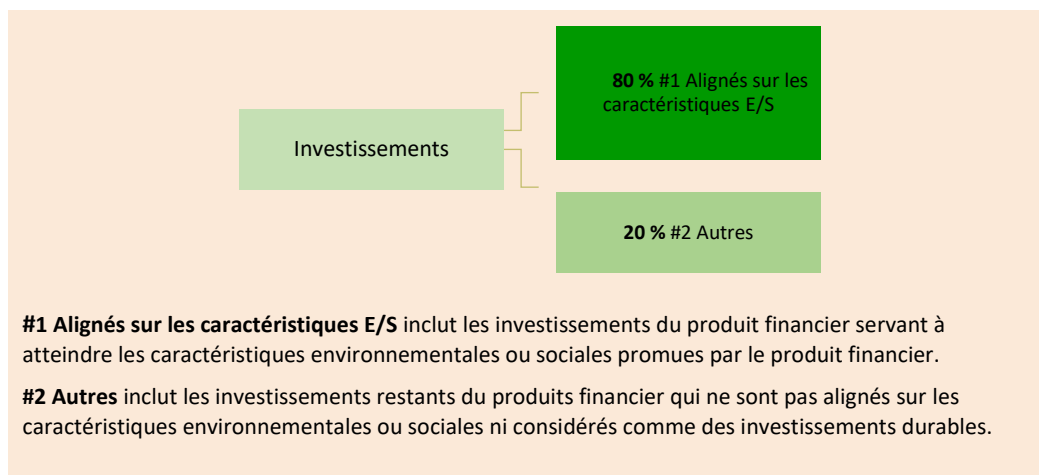 80 % #1 Alignés sur les
caractéristiques E/S
Investissements
20 % #2 Autres
#1 Alignés sur les caractéristiques E/S inclut les investissements du produit financier servant à
atteindre les caractéristiques environnementales ou sociales promues par le produit financier.
#2 Autres inclut les investissements restants du produits financier qui ne sont pas alignés sur les
caractéristiques environnementales ou sociales ni considérés comme des investissements durables.